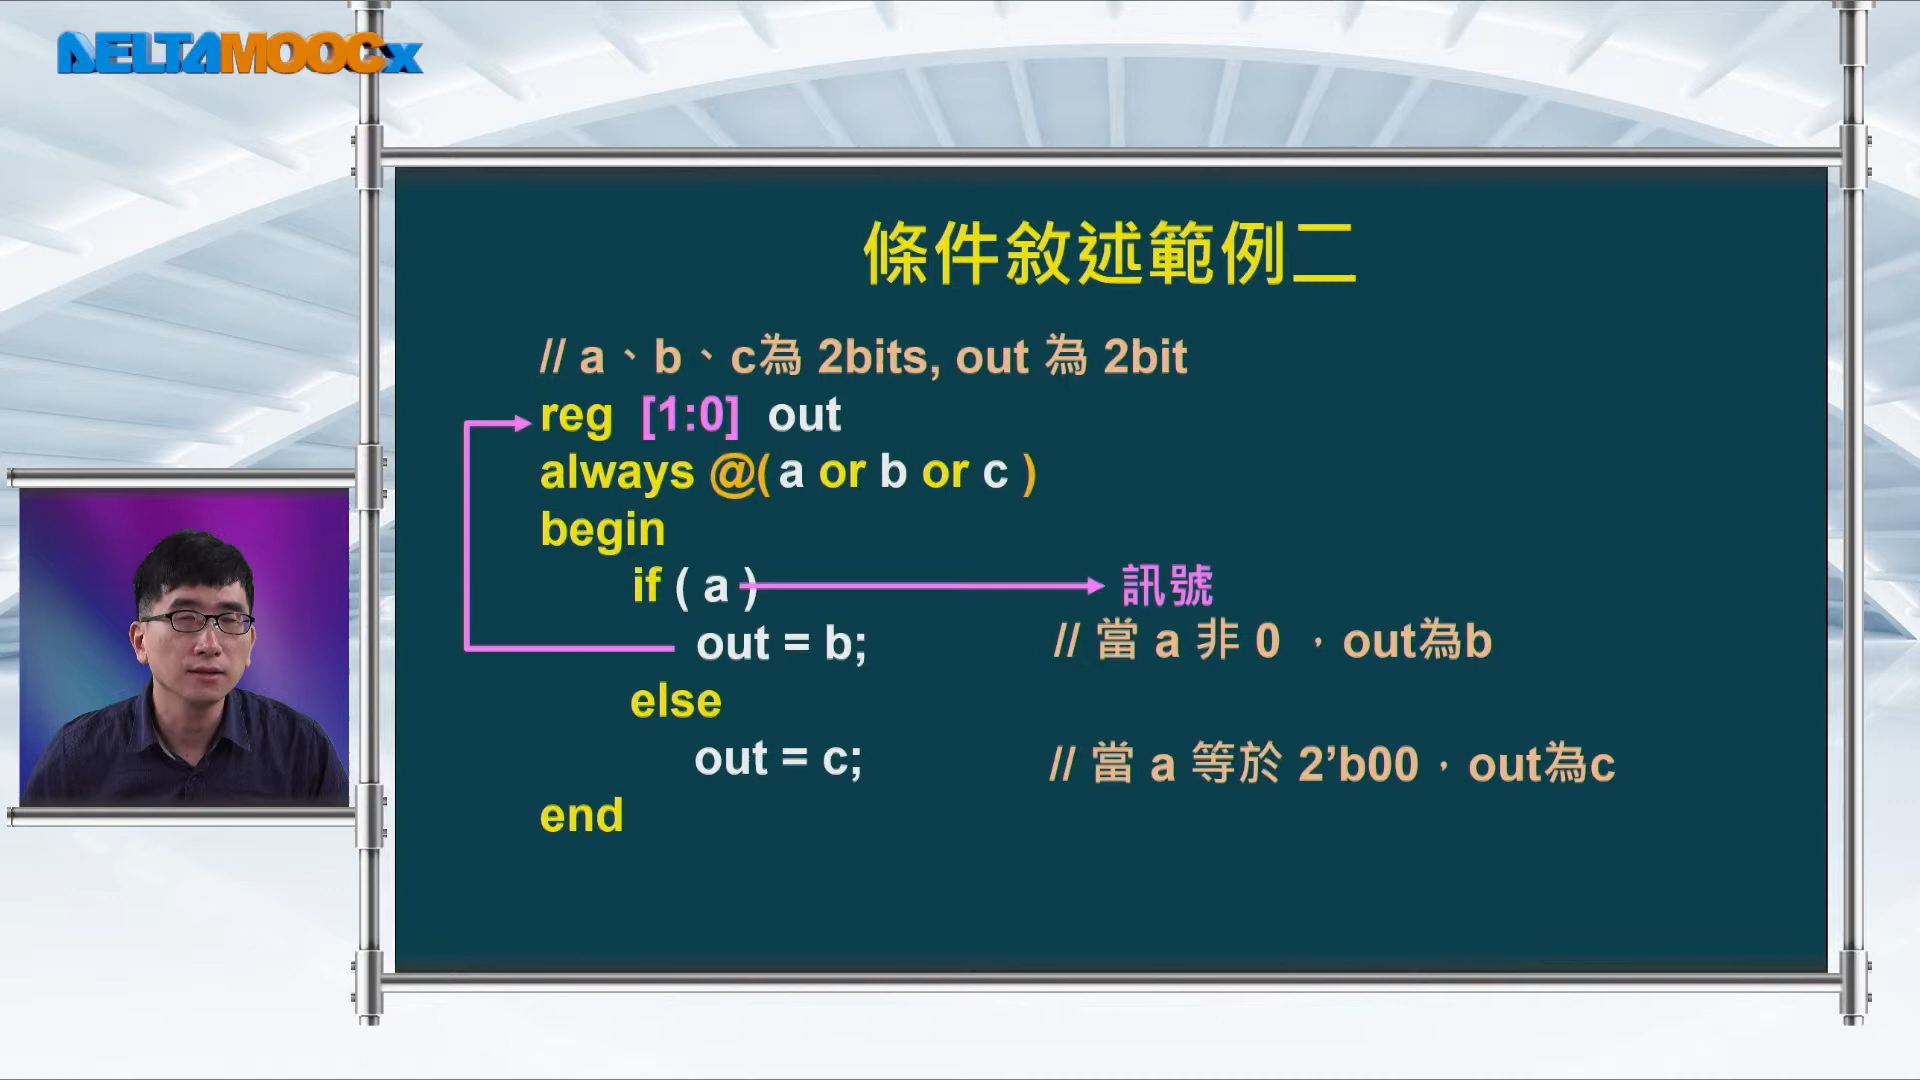 DELTAMOOCx
條件敘述範例二
// a、b、c為 2bits, out 為 2bit
reg [1:0] out
always @( a or b or c )
begin
if ( a ) 訊號
out = b; // 當 a 非 0 ，out為b
else
out = c; // 當 a 等於 2’b00，out為c
end